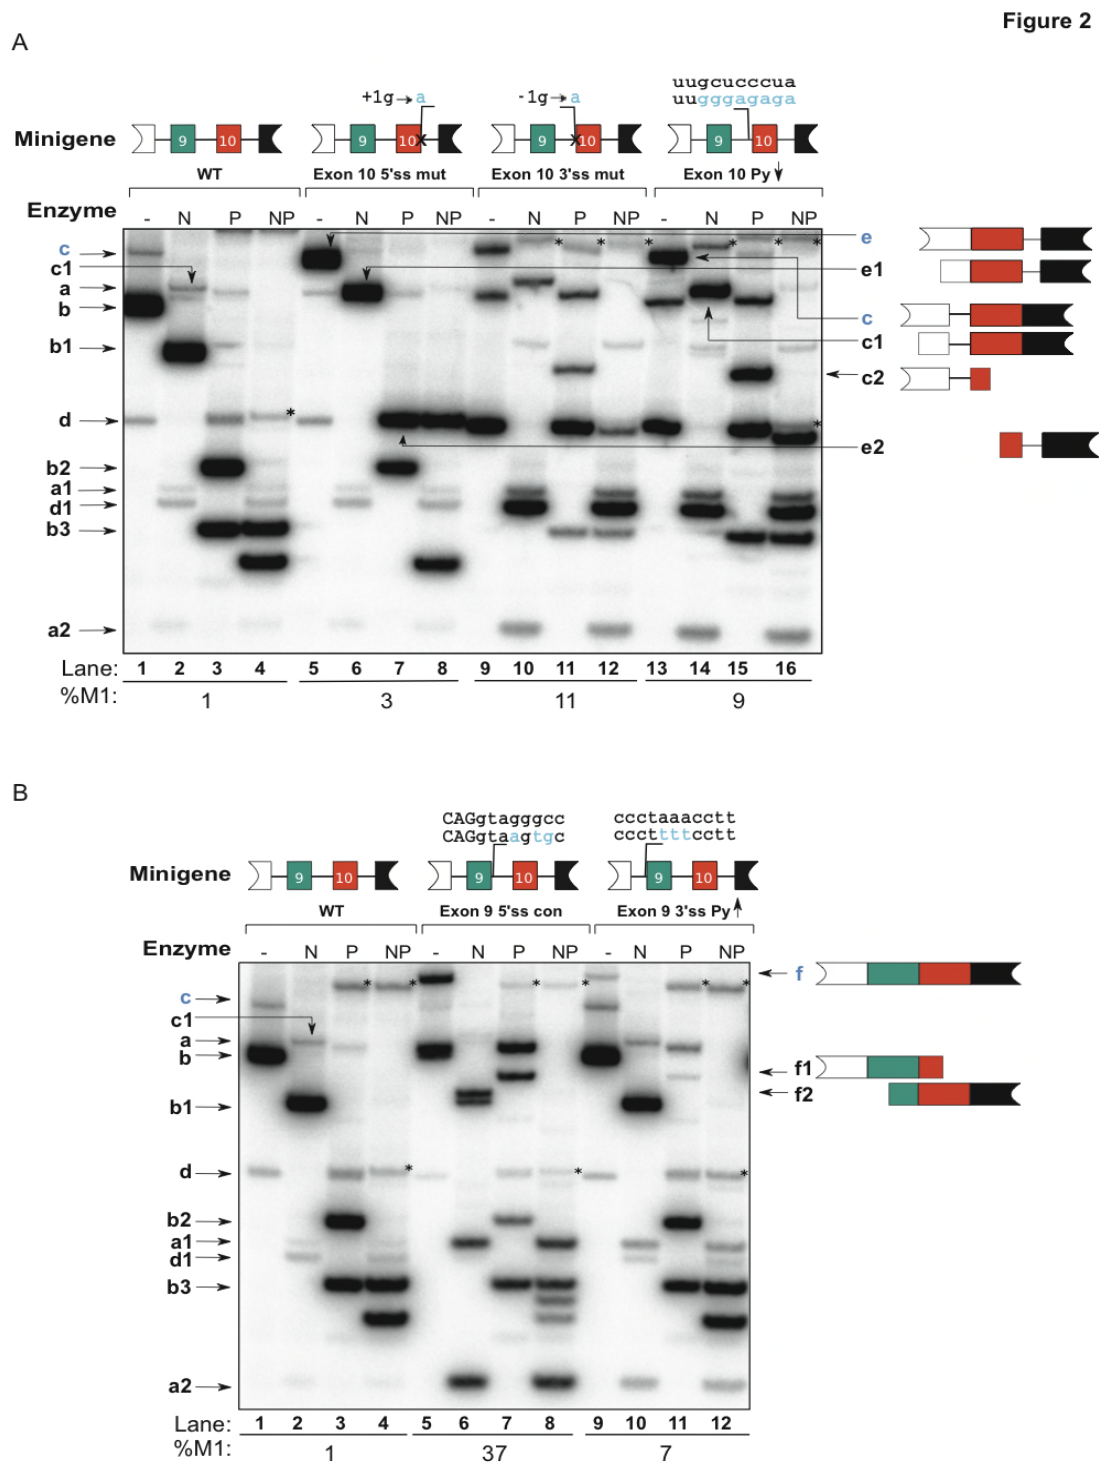 Figure 2
A
uugcucccua
+1g→a -1g→a uugggagaga
Minigene 9 10 9 10x 9 x10 9 10
WT Exon 10 5'ss mut Exon 10 3'ss mut Exon 10 Py↓
Enzyme - N P NP - N P NP - N P NP - N P NP
c
c1
a
b
b1
d
b2
a1
d1
b3
a2
* * * * * * *
*
*
e
e1
c
c1
c2
e2
Lane: 1 2 3 4 5 6 7 8 9 10 11 12 13 14 15 16
%M1: 1 3 11 9
B
CAGgtagggcc ccctaaacctt
CAGgtaagtgc cccttttcctt
Minigene 9 10 9 10 9 10
WT Exon 9 5'ss con Exon 9 3'ss Py↑
Enzyme - N P NP - N P NP - N P NP
c
c1
a
b
b1
d
b2
a1
d1
b3
a2
* * * * * *
* * *
f
f1
f2
Lane: 1 2 3 4 5 6 7 8 9 10 11 12
%M1: 1 37 7